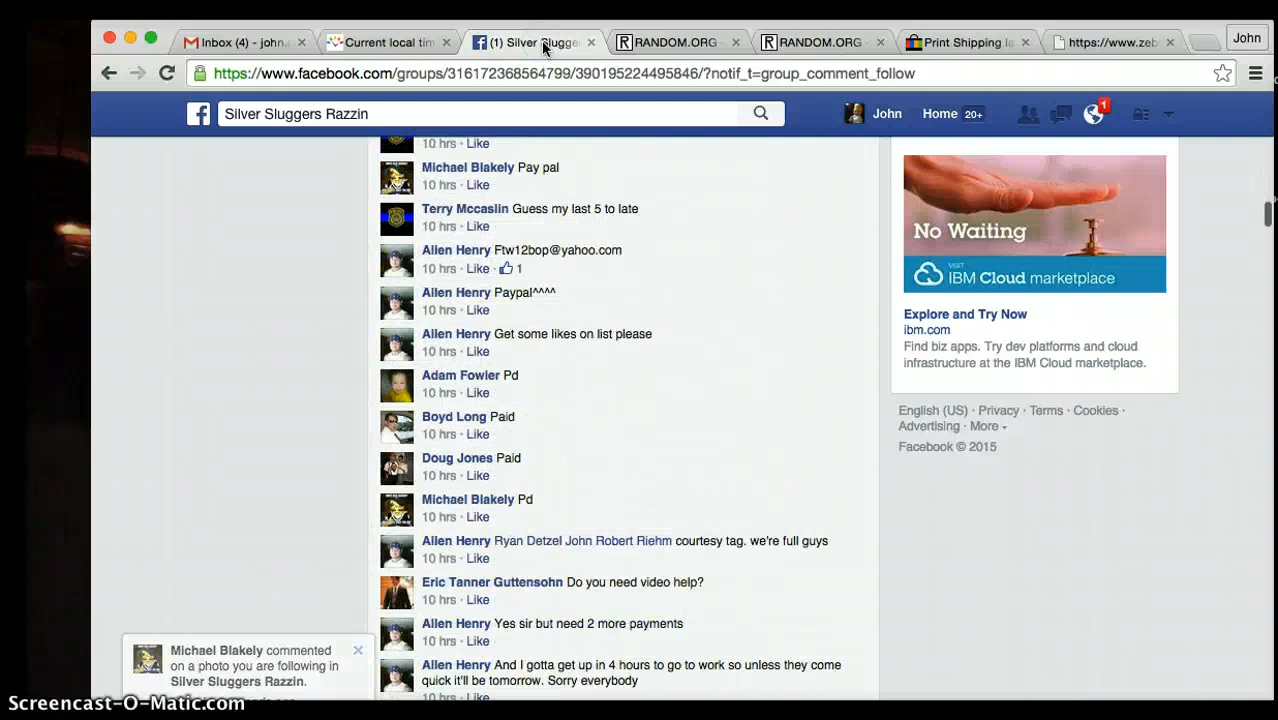 Inbox (4) - john.
Current local tim
(1) Silver Slugge
RANDOM.ORG
RANDOM.ORG
Print Shipping la
https://www.zeb
John
https://www.facebook.com/groups/316172368564799/390195224495846/?notif_t=group_comment_follow
Silver Sluggers Razzin
John
Home 20+
1
10 hrs · Like
Michael Blakely Pay pal
10 hrs · Like
Terry Mccaslin Guess my last 5 to late
10 hrs · Like
Allen Henry Ftw12bop@yahoo.com
10 hrs · Like · 1
Allen Henry Paypal^^^^
10 hrs · Like
Allen Henry Get some likes on list please
10 hrs · Like
Adam Fowler Pd
10 hrs · Like
Boyd Long Paid
10 hrs · Like
Doug Jones Paid
10 hrs · Like
Michael Blakely Pd
10 hrs · Like
Allen Henry Ryan Detzel John Robert Riehm courtesy tag. we're full guys
10 hrs · Like
Eric Tanner Guttensohn Do you need video help?
10 hrs · Like
Allen Henry Yes sir but need 2 more payments
10 hrs · Like
Allen Henry And I gotta get up in 4 hours to go to work so unless they come
quick it'll be tomorrow. Sorry everybody
10 hrs · Like
No Waiting
VISIT
IBM Cloud marketplace
Explore and Try Now
ibm.com
Find biz apps. Try dev platforms and cloud
infrastructure at the IBM Cloud marketplace.
English (US) · Privacy · Terms · Cookies ·
Advertising · More
Facebook © 2015
Michael Blakely commented
on a photo you are following in
Silver Sluggers Razzin.
Screencast-O-Matic.com